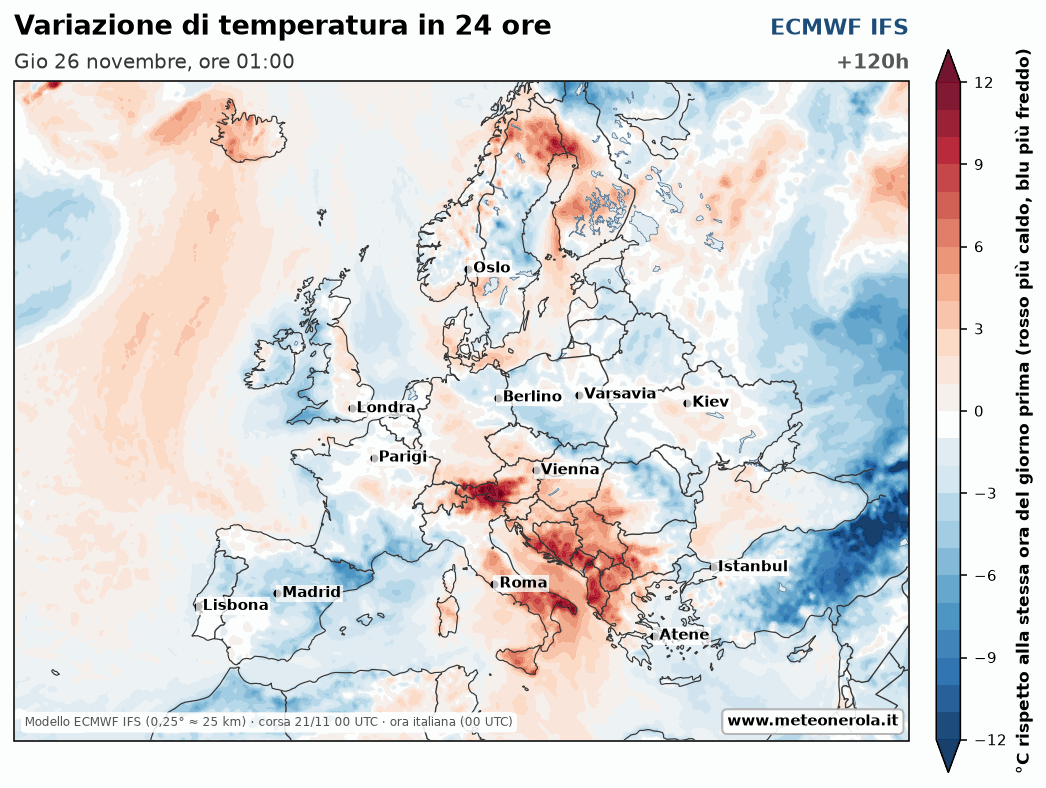 Variazione di temperatura in 24 ore
ECMWF IFS
Gio 26 novembre, ore 01:00
+120h
Oslo
Londra
Berlino
Varsavia
Kiev
Parigi
Vienna
Istanbul
Roma
Madrid
Lisbona
Atene
Modello ECMWF IFS (0,25° ≈ 25 km) · corsa 21/11 00 UTC · ora italiana (00 UTC)
www.meteonerola.it
12
9
6
3
0
−3
−6
−9
−12
°C rispetto alla stessa ora del giorno prima (rosso più caldo, blu più freddo)